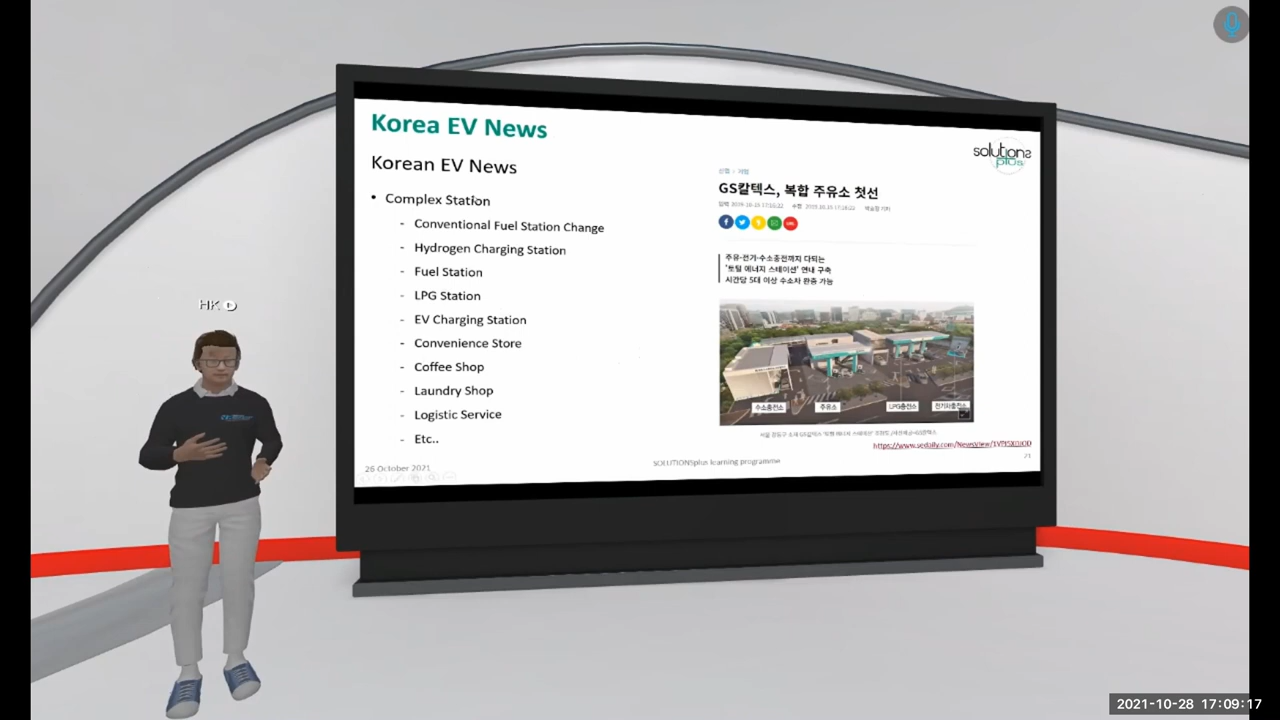 HK
Korea EV News
solutions
plus
Korean EV News
• Complex Station
- Conventional Fuel Station Change
- Hydrogen Charging Station
- Fuel Station
- LPG Station
- EV Charging Station
- Convenience Store
- Coffee Shop
- Laundry Shop
- Logistic Service
- Etc..
산업 > 기업
GS칼텍스, 복합 주유소 첫선
주유·전기·수소충전까지 다되는
'토털 에너지 스테이션' 연내 구축
시간당 5대 이상 수소차 완충 가능
수소충전소
주유소
LPG충전소
전기차충전소
26 October 2021
SOLUTIONSplus learning programme
21
2021-10-28 17:09:17